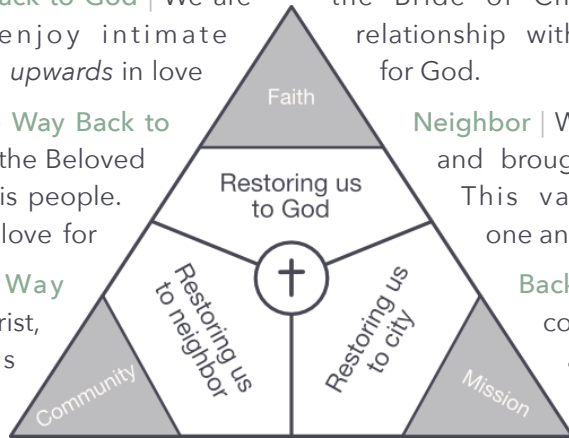 Back to God | We are the Bride of Ch
enjoy intimate relationship with
upwards in love for God.
Faith
Way Back to Neighbor | W
the Beloved and broug
is people. This va
love for one an
Restoring us
to God
Way Back
rist, co
s
Restoring us
to neighbor
Restoring us
to city
Community
Mission